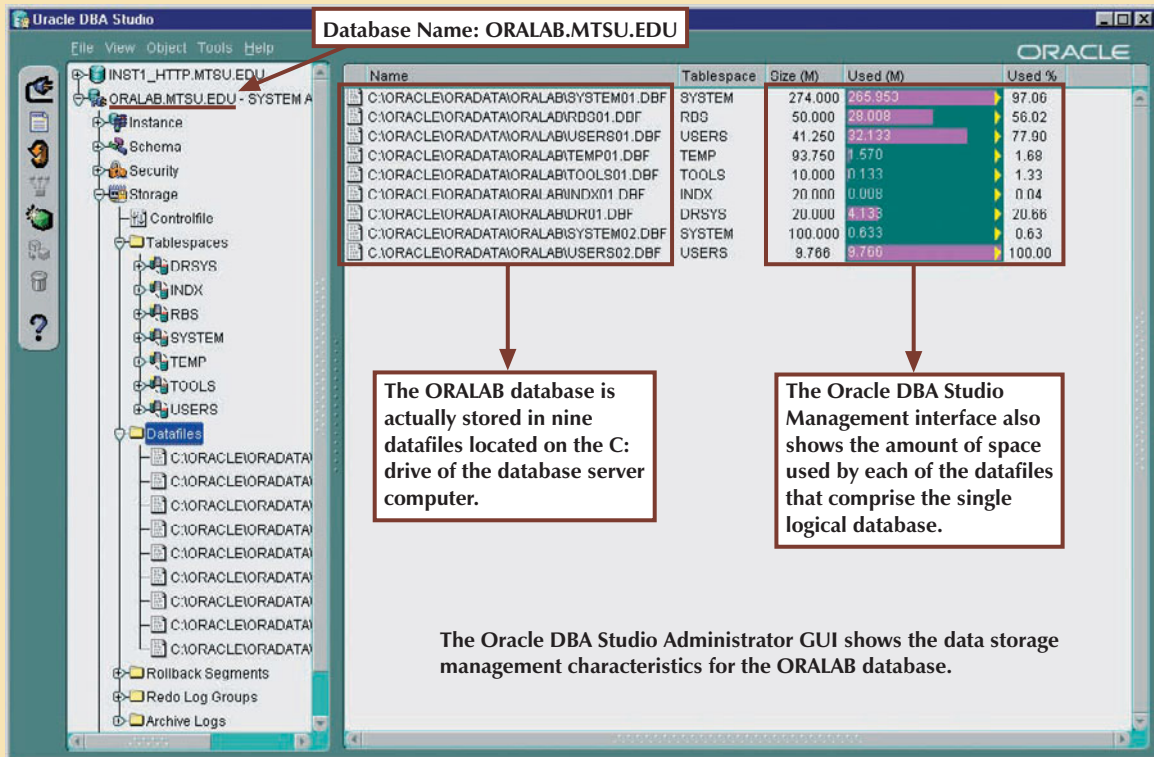 Oracle DBA Studio
Database Name: ORALAB.MTSU.EDU
File View Object Tools Help
ORACLE
INST1_HTTP.MTSU.EDU
ORALAB.MTSU.EDU - SYSTEM A
Instance
Schema
Security
Storage
Controlfile
Tablespaces
DRSYS
INDX
RBS
SYSTEM
TEMP
TOOLS
USERS
Datafiles
C:\ORACLE\ORADATA\
C:\ORACLE\ORADATA\
C:\ORACLE\ORADATA\
C:\ORACLE\ORADATA\
C:\ORACLE\ORADATA\
C:\ORACLE\ORADATA\
C:\ORACLE\ORADATA\
C:\ORACLE\ORADATA\
C:\ORACLE\ORADATA\
Rollback Segments
Redo Log Groups
Archive Logs
Name Tablespace Size (M) Used (M) Used %
C:\ORACLE\ORADATA\ORALAB\SYSTEM01.DBF SYSTEM 274.000 265.953 97.06
C:\ORACLE\ORADATA\ORALAB\RBS01.DBF RBS 50.000 28.008 56.02
C:\ORACLE\ORADATA\ORALAB\USERS01.DBF USERS 41.250 32.133 77.90
C:\ORACLE\ORADATA\ORALAB\TEMP01.DBF TEMP 93.750 1.570 1.68
C:\ORACLE\ORADATA\ORALAB\TOOLS01.DBF TOOLS 10.000 0.133 1.33
C:\ORACLE\ORADATA\ORALAB\INDX01.DBF INDX 20.000 0.008 0.04
C:\ORACLE\ORADATA\ORALAB\DR01.DBF DRSYS 20.000 4.133 20.66
C:\ORACLE\ORADATA\ORALAB\SYSTEM02.DBF SYSTEM 100.000 0.633 0.63
C:\ORACLE\ORADATA\ORALAB\USERS02.DBF USERS 9.766 9.766 100.00
The ORALAB database is
actually stored in nine
datafiles located on the C:
drive of the database server
computer.
The Oracle DBA Studio
Management interface also
shows the amount of space
used by each of the datafiles
that comprise the single
logical database.
The Oracle DBA Studio Administrator GUI shows the data storage
management characteristics for the ORALAB database.